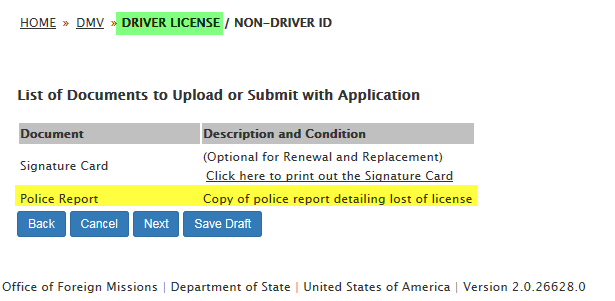 HOME » DMV » DRIVER LICENSE / NON-DRIVER ID
List of Documents to Upload or Submit with Application
Document Description and Condition
Signature Card (Optional for Renewal and Replacement)
Click here to print out the Signature Card
Police Report Copy of police report detailing lost of license
Back Cancel Next Save Draft
Office of Foreign Missions | Department of State | United States of America | Version 2.0.26628.0